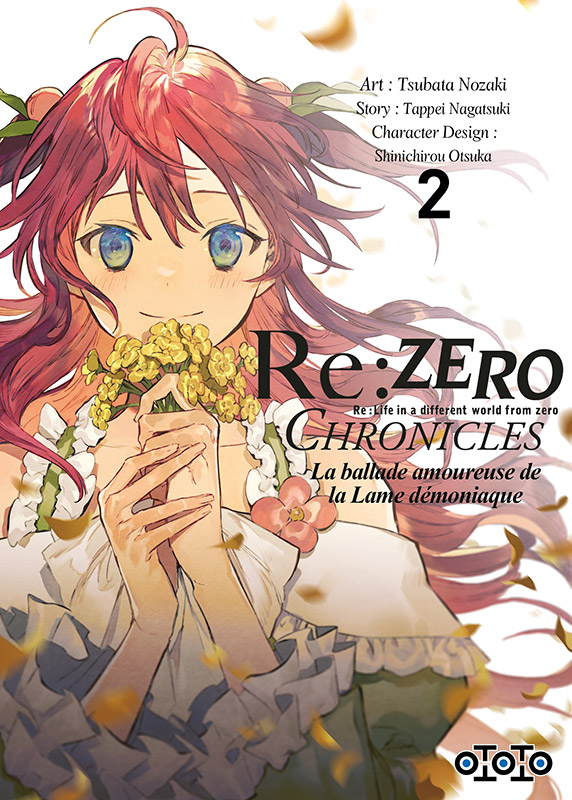 Art : Tsubata Nozaki
Story : Tappei Nagatsuki
Character Design :
Shinichirou Otsuka
2
Re:ZERO
Re:Life in a different world from zero
CHRONICLES
La ballade amoureuse de
la Lame démoniaque
OTOTO